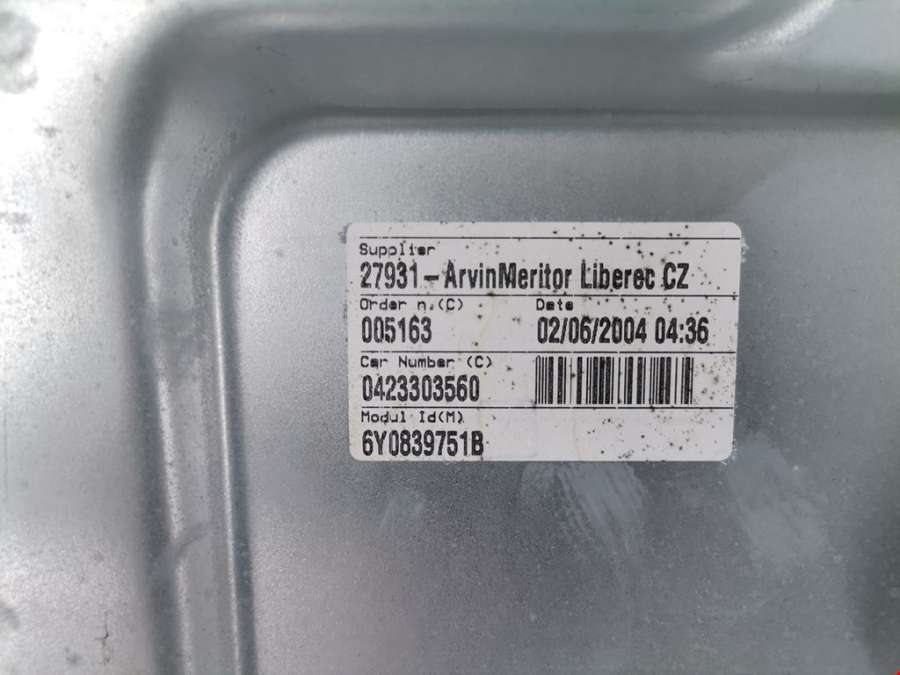 Supplier
27931-ArvinMeritor Liberec CZ
Order n.(C) Date
005163 02/06/2004 04:36
Car Number (C)
0423303560
Modul Id(M)
6Y0839751B